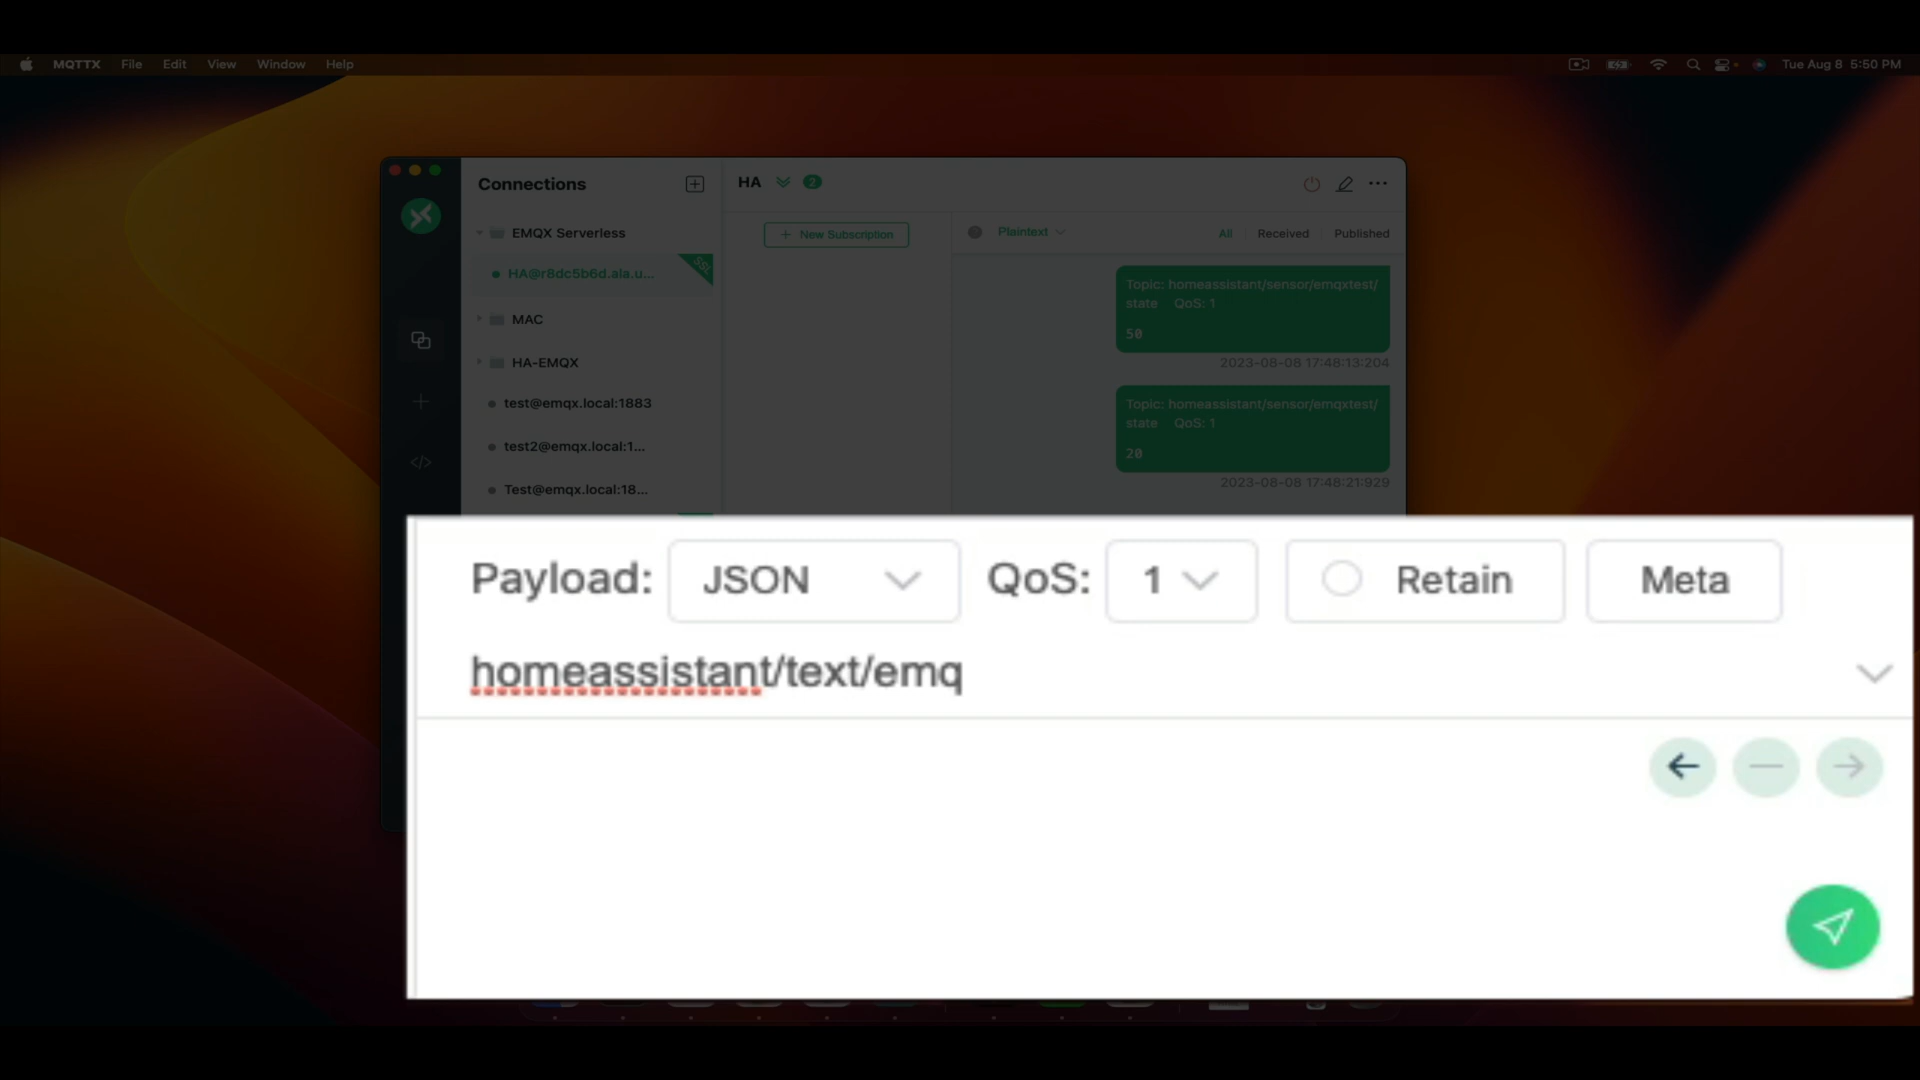 MQTTX File Edit View Window Help Tue Aug 8 5:50 PM
Connections
HA 2
EMQX Serverless
New Subscription
Plaintext
All Received Published
HA@r8dc5b6d.ala.u...
SSL
MAC
HA-EMQX
test@emqx.local:1883
test2@emqx.local:1...
Test@emqx.local:18...
Topic: homeassistant/sensor/emqxtest/
state QoS: 1
50
2023-08-08 17:48:13:204
Topic: homeassistant/sensor/emqxtest/
state QoS: 1
20
2023-08-08 17:48:21:929
Payload: JSON QoS: 1 Retain Meta
homeassistant/text/emq